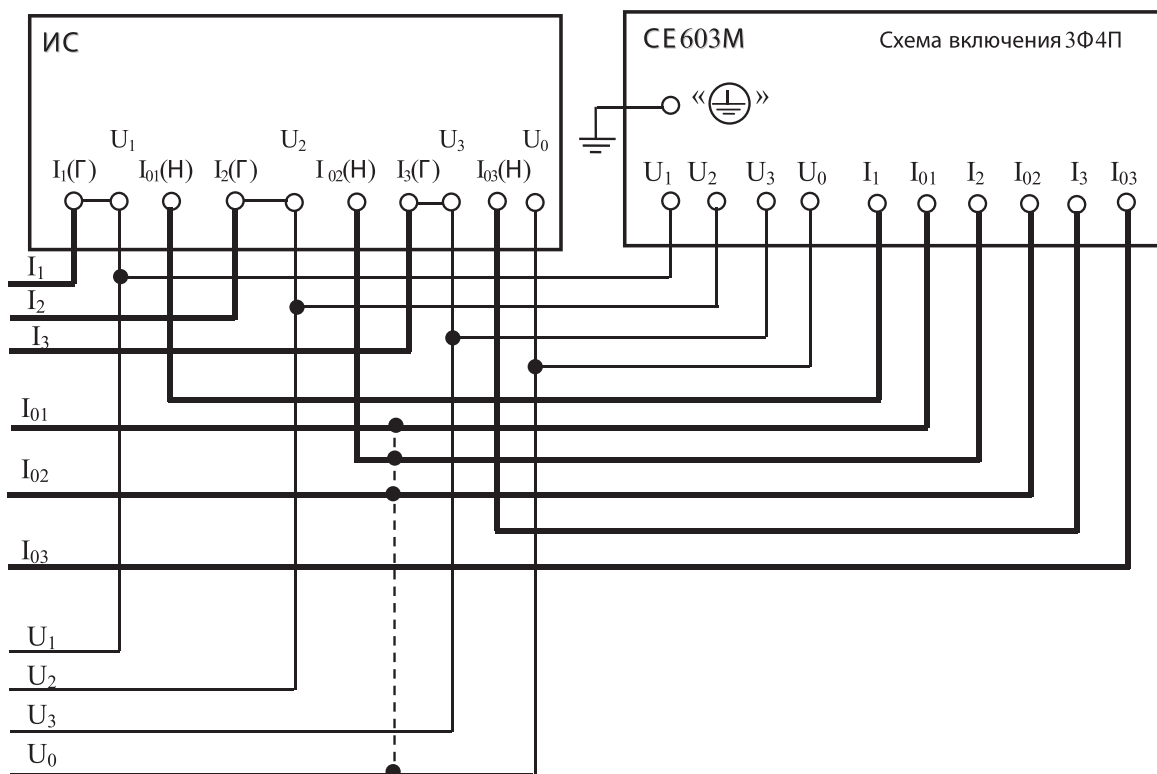 ИС
U₁ U₂ U₃ U₀
I₁(Г) I₀₁(Н) I₂(Г) I₀₂(Н) I₃(Г) I₀₃(Н)
СЕ603М Схема включения 3Ф4П
« »
U₁ U₂ U₃ U₀ I₁ I₀₁ I₂ I₀₂ I₃ I₀₃
I₁
I₂
I₃
I₀₁
I₀₂
I₀₃
U₁
U₂
U₃
U₀